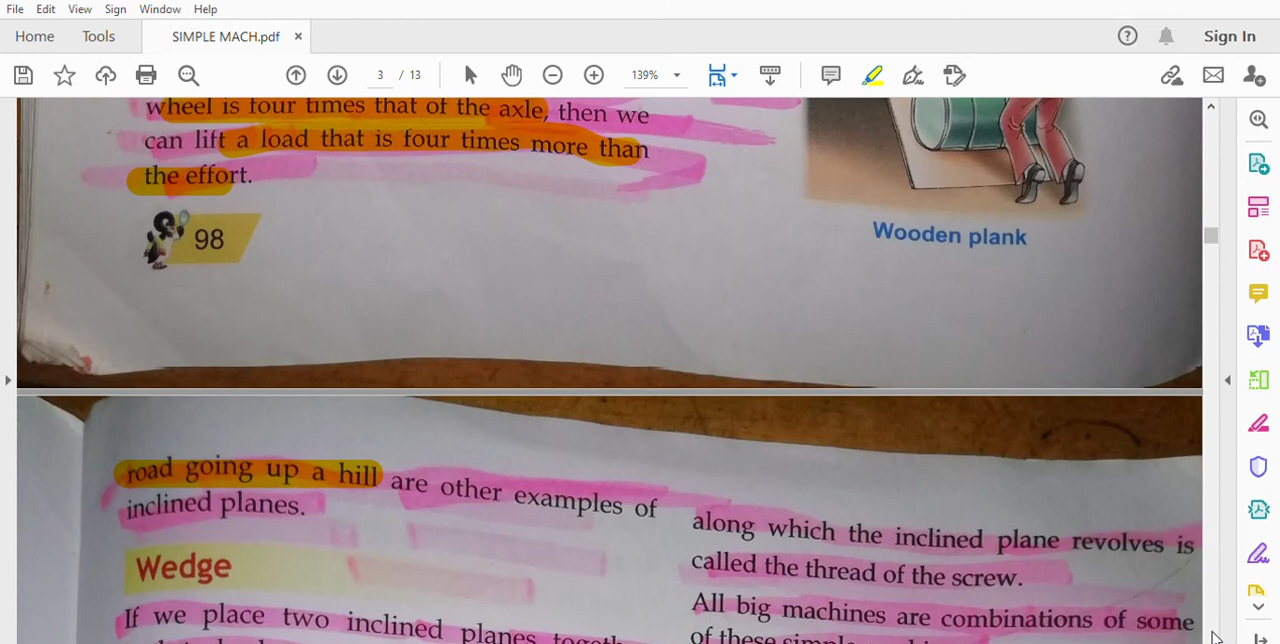 File Edit View Sign Window Help
Home Tools SIMPLE MACH.pdf × Sign In
3 / 13 139%
wheel is four times that of the axle, then we
can lift a load that is four times more than
the effort.
98
Wooden plank
road going up a hill are other examples of
inclined planes.
Wedge
If we place two inclined planes
along which the inclined plane revolves is
called the thread of the screw.
All big machines are combinations of some
of these